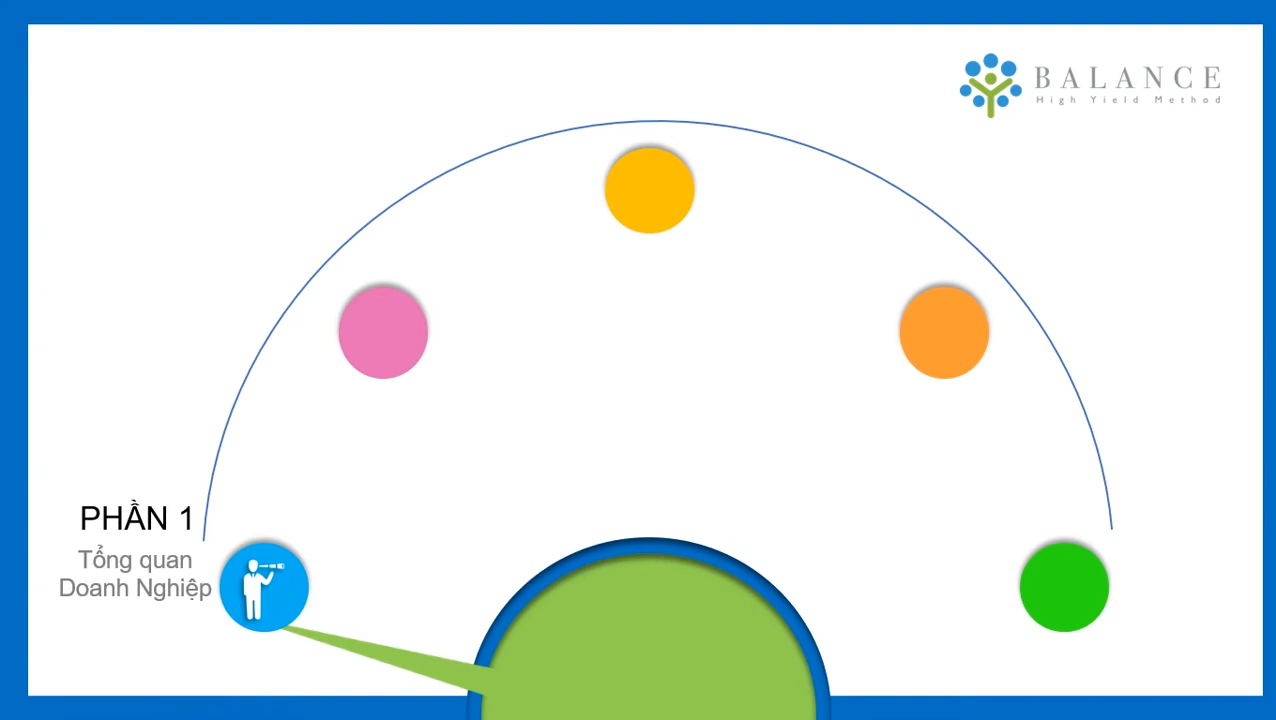 BALANCE
High Yield Method
PHẦN 1
Tổng quan
Doanh Nghiệp